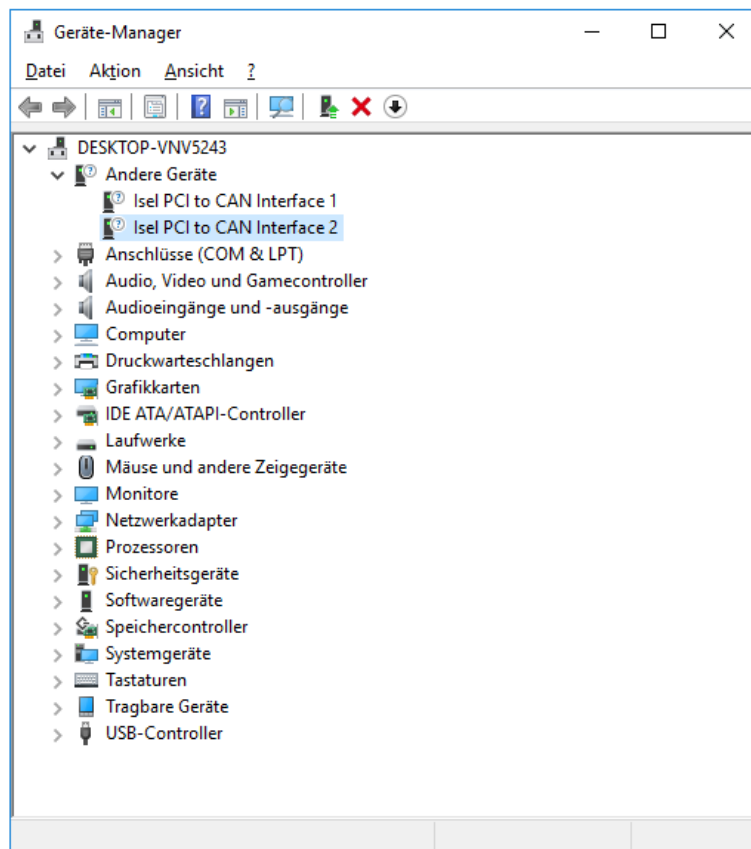 Geräte-Manager
Datei Aktion Ansicht ?
DESKTOP-VNV5243
Andere Geräte
Isel PCI to CAN Interface 1
Isel PCI to CAN Interface 2
Anschlüsse (COM & LPT)
Audio, Video und Gamecontroller
Audioeingänge und -ausgänge
Computer
Druckwarteschlangen
Grafikkarten
IDE ATA/ATAPI-Controller
Laufwerke
Mäuse und andere Zeigegeräte
Monitore
Netzwerkadapter
Prozessoren
Sicherheitsgeräte
Softwaregeräte
Speichercontroller
Systemgeräte
Tastaturen
Tragbare Geräte
USB-Controller